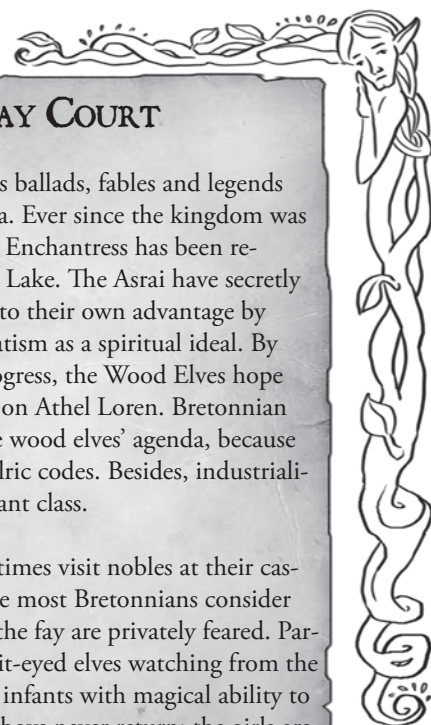 AY COURT
s ballads, fables and legends
a. Ever since the kingdom was
Enchantress has been re-
Lake. The Asrai have secretly
to their own advantage by
atism as a spiritual ideal. By
ogress, the Wood Elves hope
on Athel Loren. Bretonnian
e wood elves' agenda, because
lric codes. Besides, industriali-
ant class.
times visit nobles at their cas-
e most Bretonnians consider
the fay are privately feared. Par-
it-eyed elves watching from the
infants with magical ability to